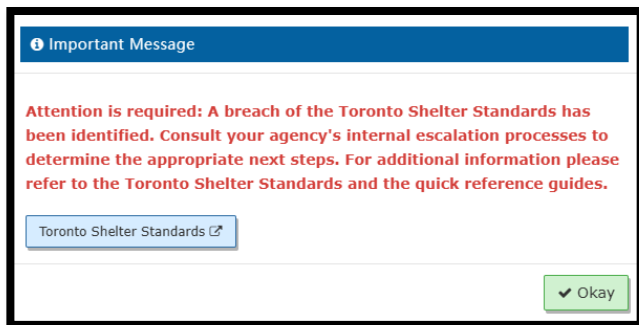 Important Message
Attention is required: A breach of the Toronto Shelter Standards has
been identified. Consult your agency's internal escalation processes to
determine the appropriate next steps. For additional information please
refer to the Toronto Shelter Standards and the quick reference guides.
Toronto Shelter Standards
Okay